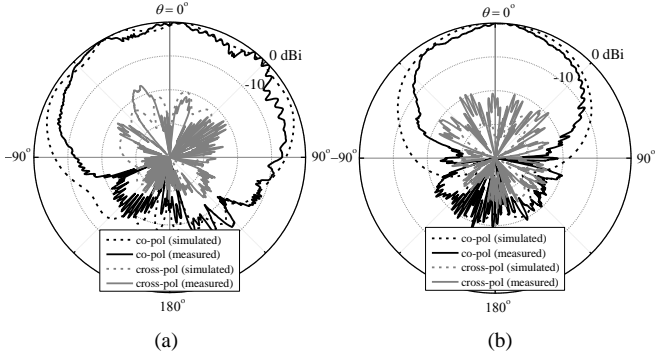 θ = 0°
0 dBi
-10
−90°
90°
co-pol (simulated)
co-pol (measured)
cross-pol (simulated)
cross-pol (measured)
180°
(a)
θ = 0°
0 dBi
-10
−90°
90°
co-pol (simulated)
co-pol (measured)
cross-pol (simulated)
cross-pol (measured)
180°
(b)